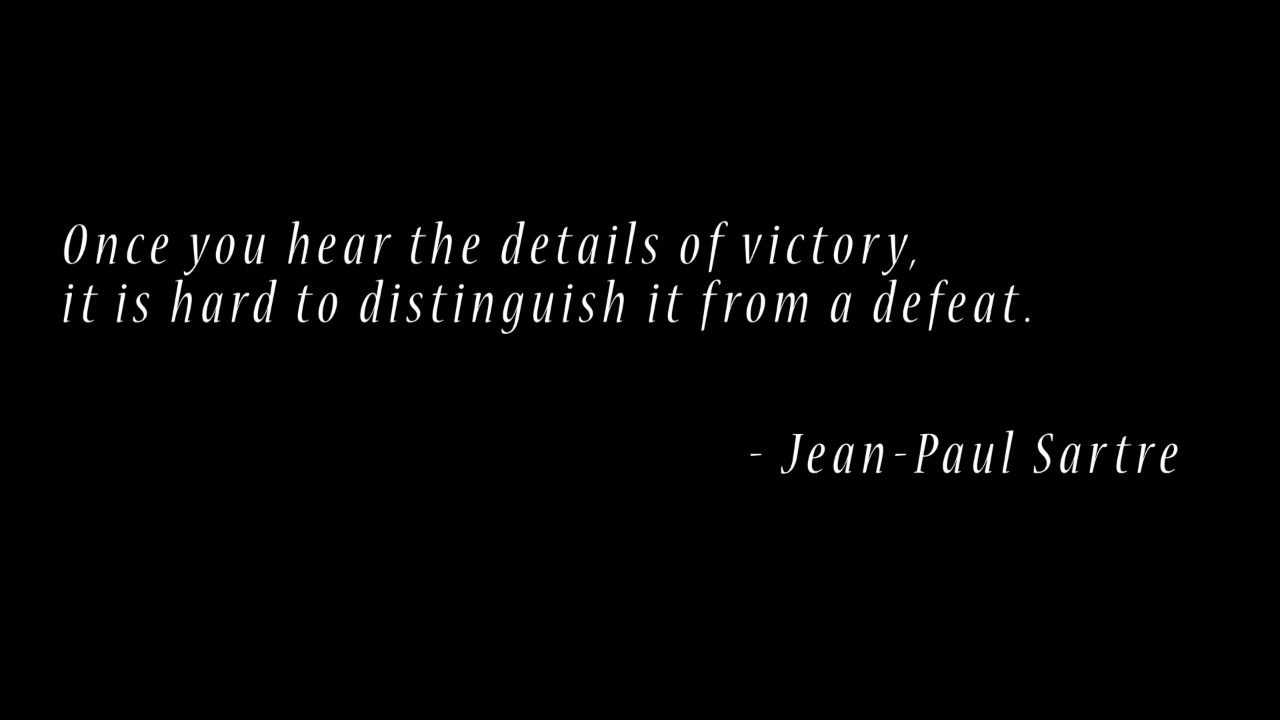 Once you hear the details of victory,
it is hard to distinguish it from a defeat.
- Jean-Paul Sartre